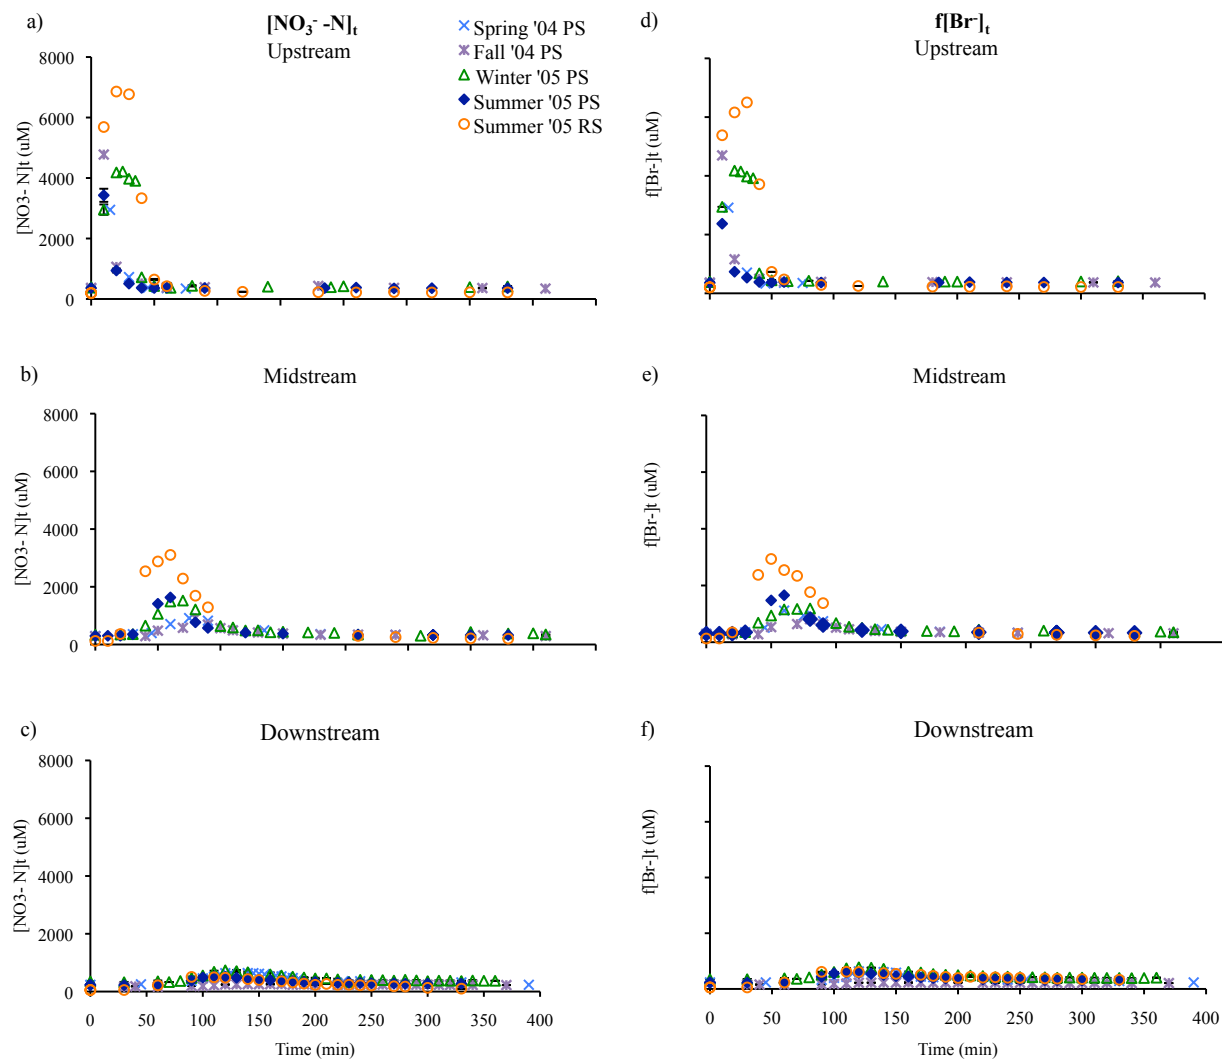 a)
[NO₃⁻ -N]ₜ
Upstream
Spring '04 PS
Fall '04 PS
Winter '05 PS
Summer '05 PS
Summer '05 RS
8000
6000
4000
2000
0
[NO3- N]t (uM)
d)
f[Br⁻]ₜ
Upstream
f[Br-]t (uM)
b)
Midstream
8000
6000
4000
2000
0
[NO3- N]t (uM)
e)
Midstream
f[Br-]t (uM)
c)
Downstream
8000
6000
4000
2000
0
[NO3- N]t (uM)
0 50 100 150 200 250 300 350 400
Time (min)
f)
Downstream
f[Br-]t (uM)
0 50 100 150 200 250 300 350 400
Time (min)